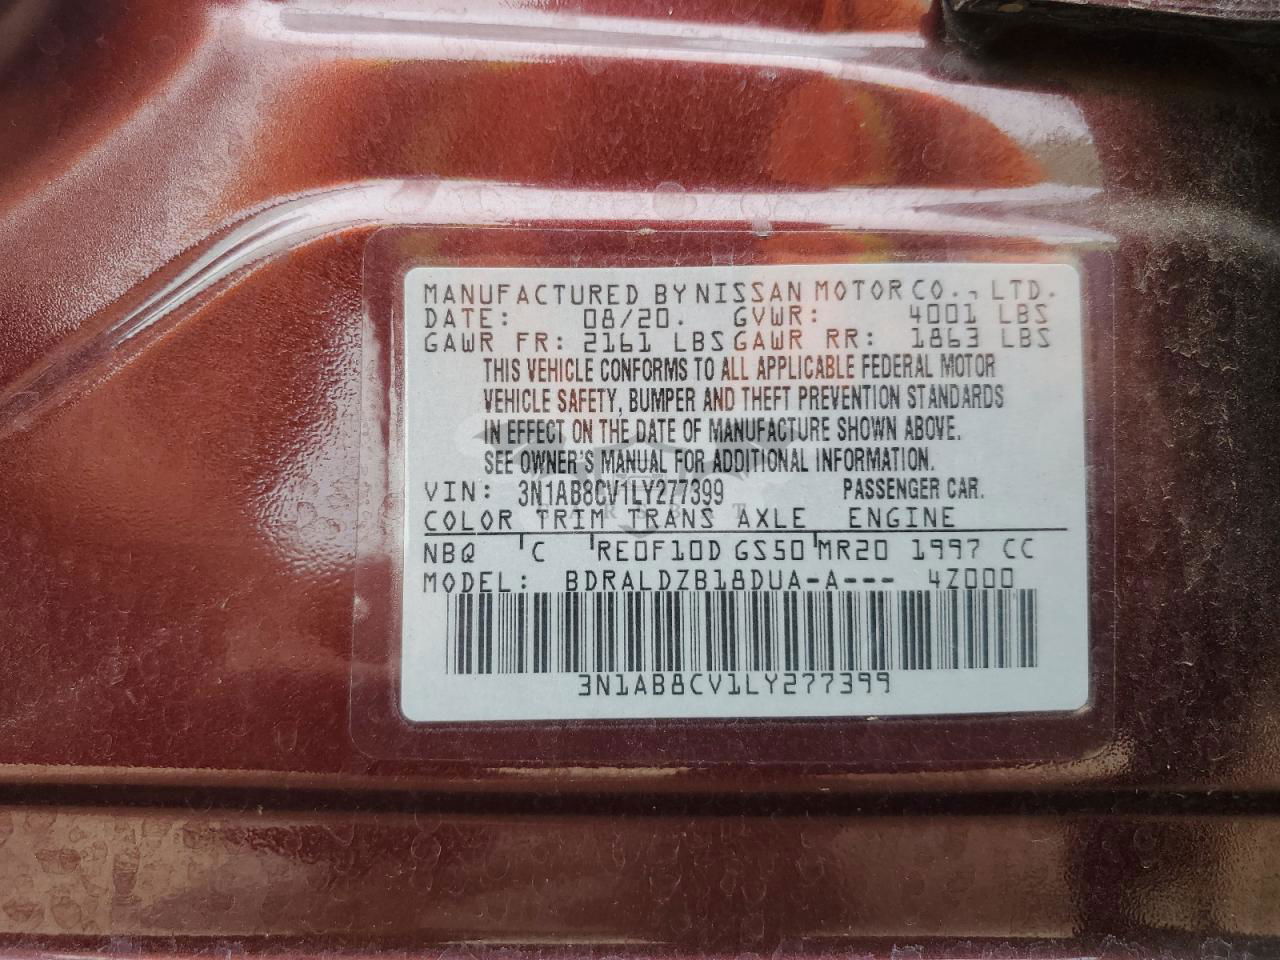 MANUFACTURED BY NISSAN MOTOR CO., LTD.
DATE: 08/20. GVWR: 4001 LBS
GAWR FR: 2161 LBS GAWR RR: 1863 LBS
THIS VEHICLE CONFORMS TO ALL APPLICABLE FEDERAL MOTOR
VEHICLE SAFETY, BUMPER AND THEFT PREVENTION STANDARDS
IN EFFECT ON THE DATE OF MANUFACTURE SHOWN ABOVE.
SEE OWNER'S MANUAL FOR ADDITIONAL INFORMATION.
VIN: 3N1AB8CV1LY277399 PASSENGER CAR.
COLOR TRIM TRANS AXLE ENGINE
NBQ C RE0F10D GS50 MR20 1997 CC
MODEL: BDRALDZB18DUA-A--- 4Z000
3N1AB8CV1LY277399